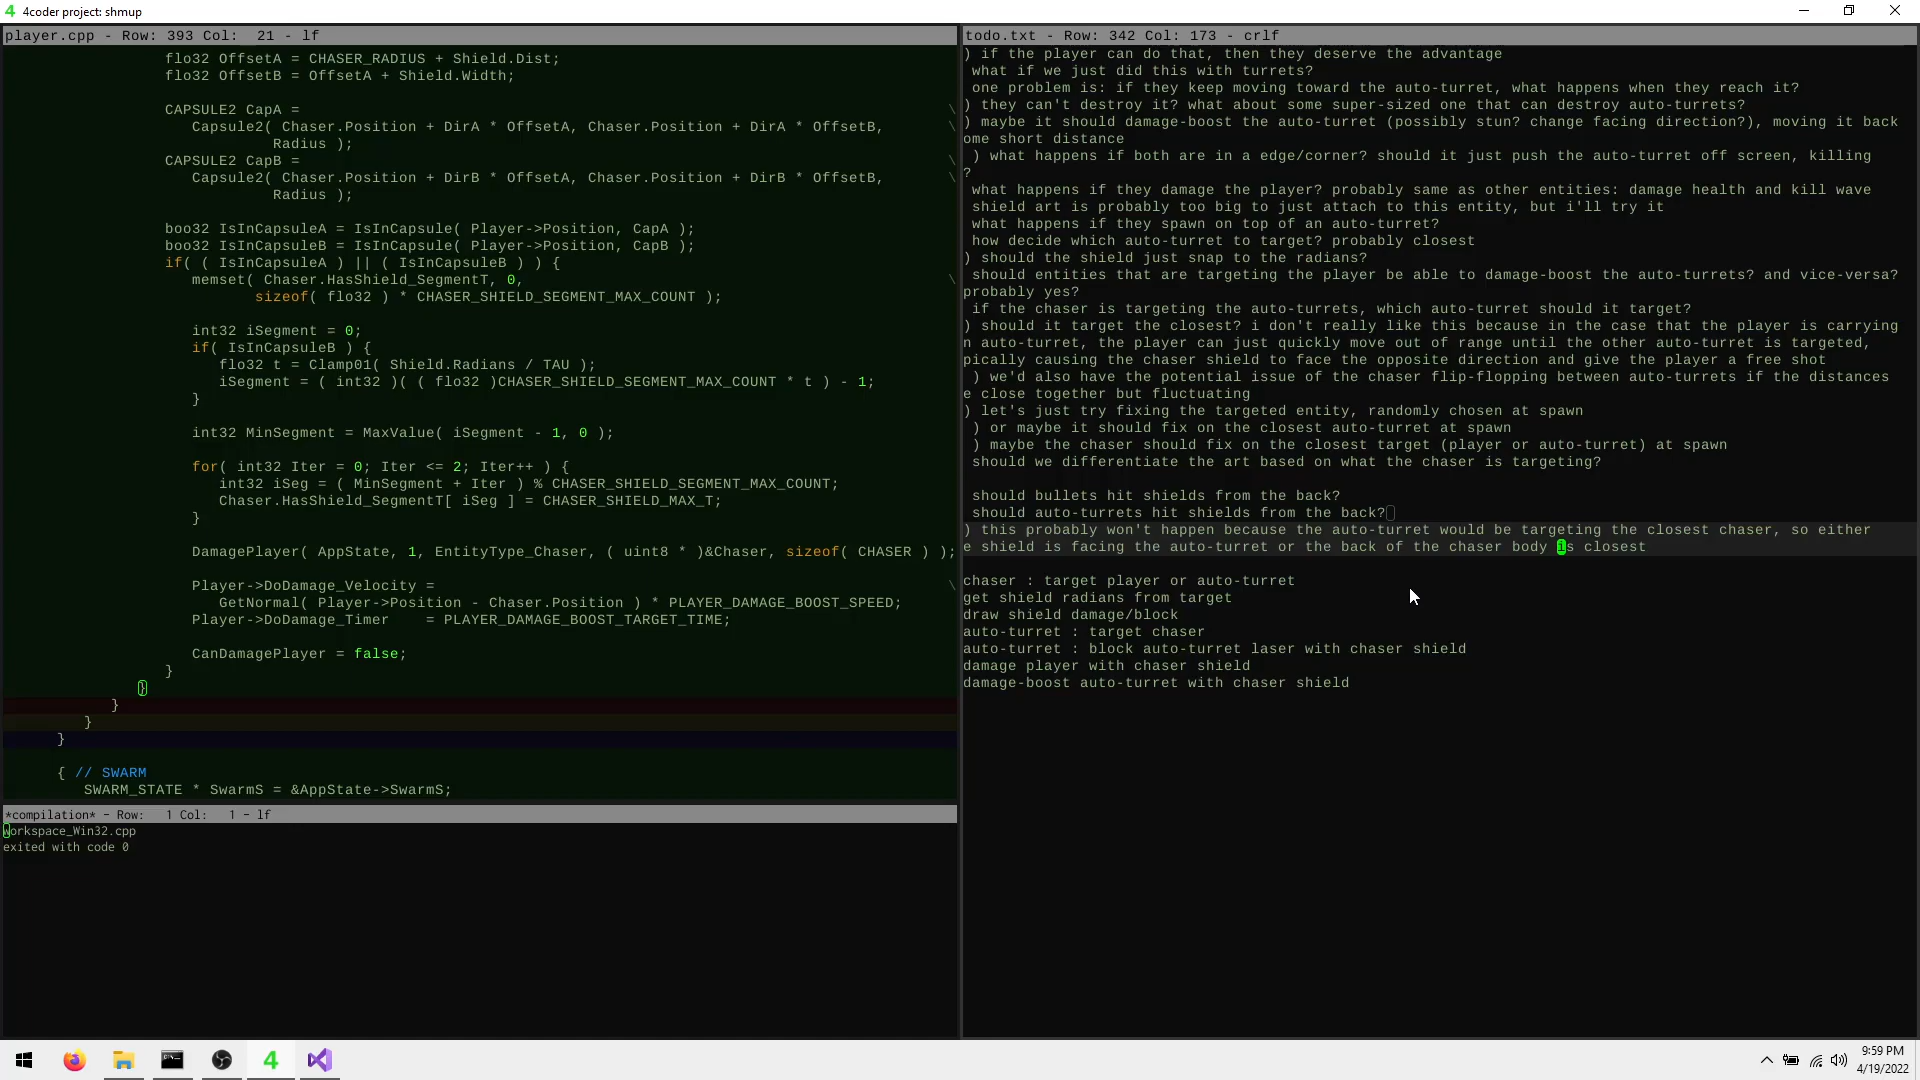 4 4coder project: shmup
player.cpp - Row: 393 Col:  21 - lf
flo32 OffsetA = CHASER_RADIUS + Shield.Dist;
flo32 OffsetB = OffsetA + Shield.Width;
CAPSULE2 CapA = \
Capsule2( Chaser.Position + DirA * OffsetA, Chaser.Position + DirA * OffsetB, \
Radius );
CAPSULE2 CapB = \
Capsule2( Chaser.Position + DirB * OffsetA, Chaser.Position + DirB * OffsetB, \
Radius );
boo32 IsInCapsuleA = IsInCapsule( Player->Position, CapA );
boo32 IsInCapsuleB = IsInCapsule( Player->Position, CapB );
if( ( IsInCapsuleA ) || ( IsInCapsuleB ) ) {
memset( Chaser.HasShield_SegmentT, 0, \
sizeof( flo32 ) * CHASER_SHIELD_SEGMENT_MAX_COUNT );
int32 iSegment = 0;
if( IsInCapsuleB ) {
flo32 t = Clamp01( Shield.Radians / TAU );
iSegment = ( int32 )( ( flo32 )CHASER_SHIELD_SEGMENT_MAX_COUNT * t ) - 1;
}
int32 MinSegment = MaxValue( iSegment - 1, 0 );
for( int32 Iter = 0; Iter <= 2; Iter++ ) {
int32 iSeg = ( MinSegment + Iter ) % CHASER_SHIELD_SEGMENT_MAX_COUNT;
Chaser.HasShield_SegmentT[ iSeg ] = CHASER_SHIELD_MAX_T;
}
DamagePlayer( AppState, 1, EntityType_Chaser, ( uint8 * )&Chaser, sizeof( CHASER ) );
Player->DoDamage_Velocity = \
GetNormal( Player->Position - Chaser.Position ) * PLAYER_DAMAGE_BOOST_SPEED;
Player->DoDamage_Timer    = PLAYER_DAMAGE_BOOST_TARGET_TIME;
CanDamagePlayer = false;
}
}
}
}
}
{ // SWARM
SWARM_STATE * SwarmS = &AppState->SwarmS;
*compilation* - Row:   1 Col:   1 - lf
workspace_Win32.cpp
exited with code 0
todo.txt - Row: 342 Col: 173 - crlf
) if the player can do that, then they deserve the advantage
what if we just did this with turrets?
one problem is: if they keep moving toward the auto-turret, what happens when they reach it?
) they can't destroy it? what about some super-sized one that can destroy auto-turrets?
) maybe it should damage-boost the auto-turret (possibly stun? change facing direction?), moving it back
ome short distance
) what happens if both are in a edge/corner? should it just push the auto-turret off screen, killing
?
what happens if they damage the player? probably same as other entities: damage health and kill wave
shield art is probably too big to just attach to this entity, but i'll try it
what happens if they spawn on top of an auto-turret?
how decide which auto-turret to target? probably closest
) should the shield just snap to the radians?
should entities that are targeting the player be able to damage-boost the auto-turrets? and vice-versa?
probably yes?
if the chaser is targeting the auto-turrets, which auto-turret should it target?
) should it target the closest? i don't really like this because in the case that the player is carrying
n auto-turret, the player can just quickly move out of range until the other auto-turret is targeted,
pically causing the chaser shield to face the opposite direction and give the player a free shot
) we'd also have the potential issue of the chaser flip-flopping between auto-turrets if the distances
e close together but fluctuating
) let's just try fixing the targeted entity, randomly chosen at spawn
) or maybe it should fix on the closest auto-turret at spawn
) maybe the chaser should fix on the closest target (player or auto-turret) at spawn
should we differentiate the art based on what the chaser is targeting?
should bullets hit shields from the back?
should auto-turrets hit shields from the back?
) this probably won't happen because the auto-turret would be targeting the closest chaser, so either
e shield is facing the auto-turret or the back of the chaser body is closest
chaser : target player or auto-turret
get shield radians from target
draw shield damage/block
auto-turret : target chaser
auto-turret : block auto-turret laser with chaser shield
damage player with chaser shield
damage-boost auto-turret with chaser shield
4
9:59 PM
4/19/2022